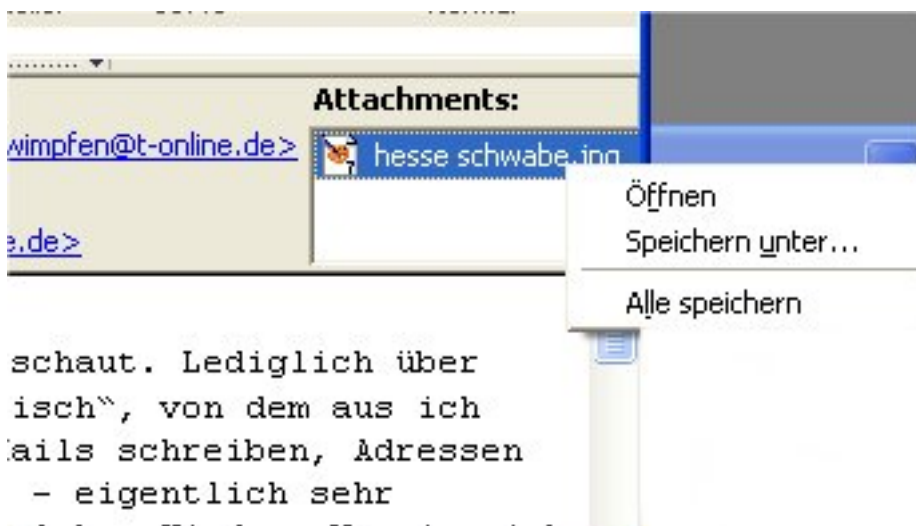 Attachments:
wimpfen@t-online.de>
hesse schwabe.jpg
e.de>
Öffnen
Speichern unter...
Alle speichern
schaut. Lediglich über
isch“, von dem aus ich
ails schreiben, Adressen
- eigentlich sehr